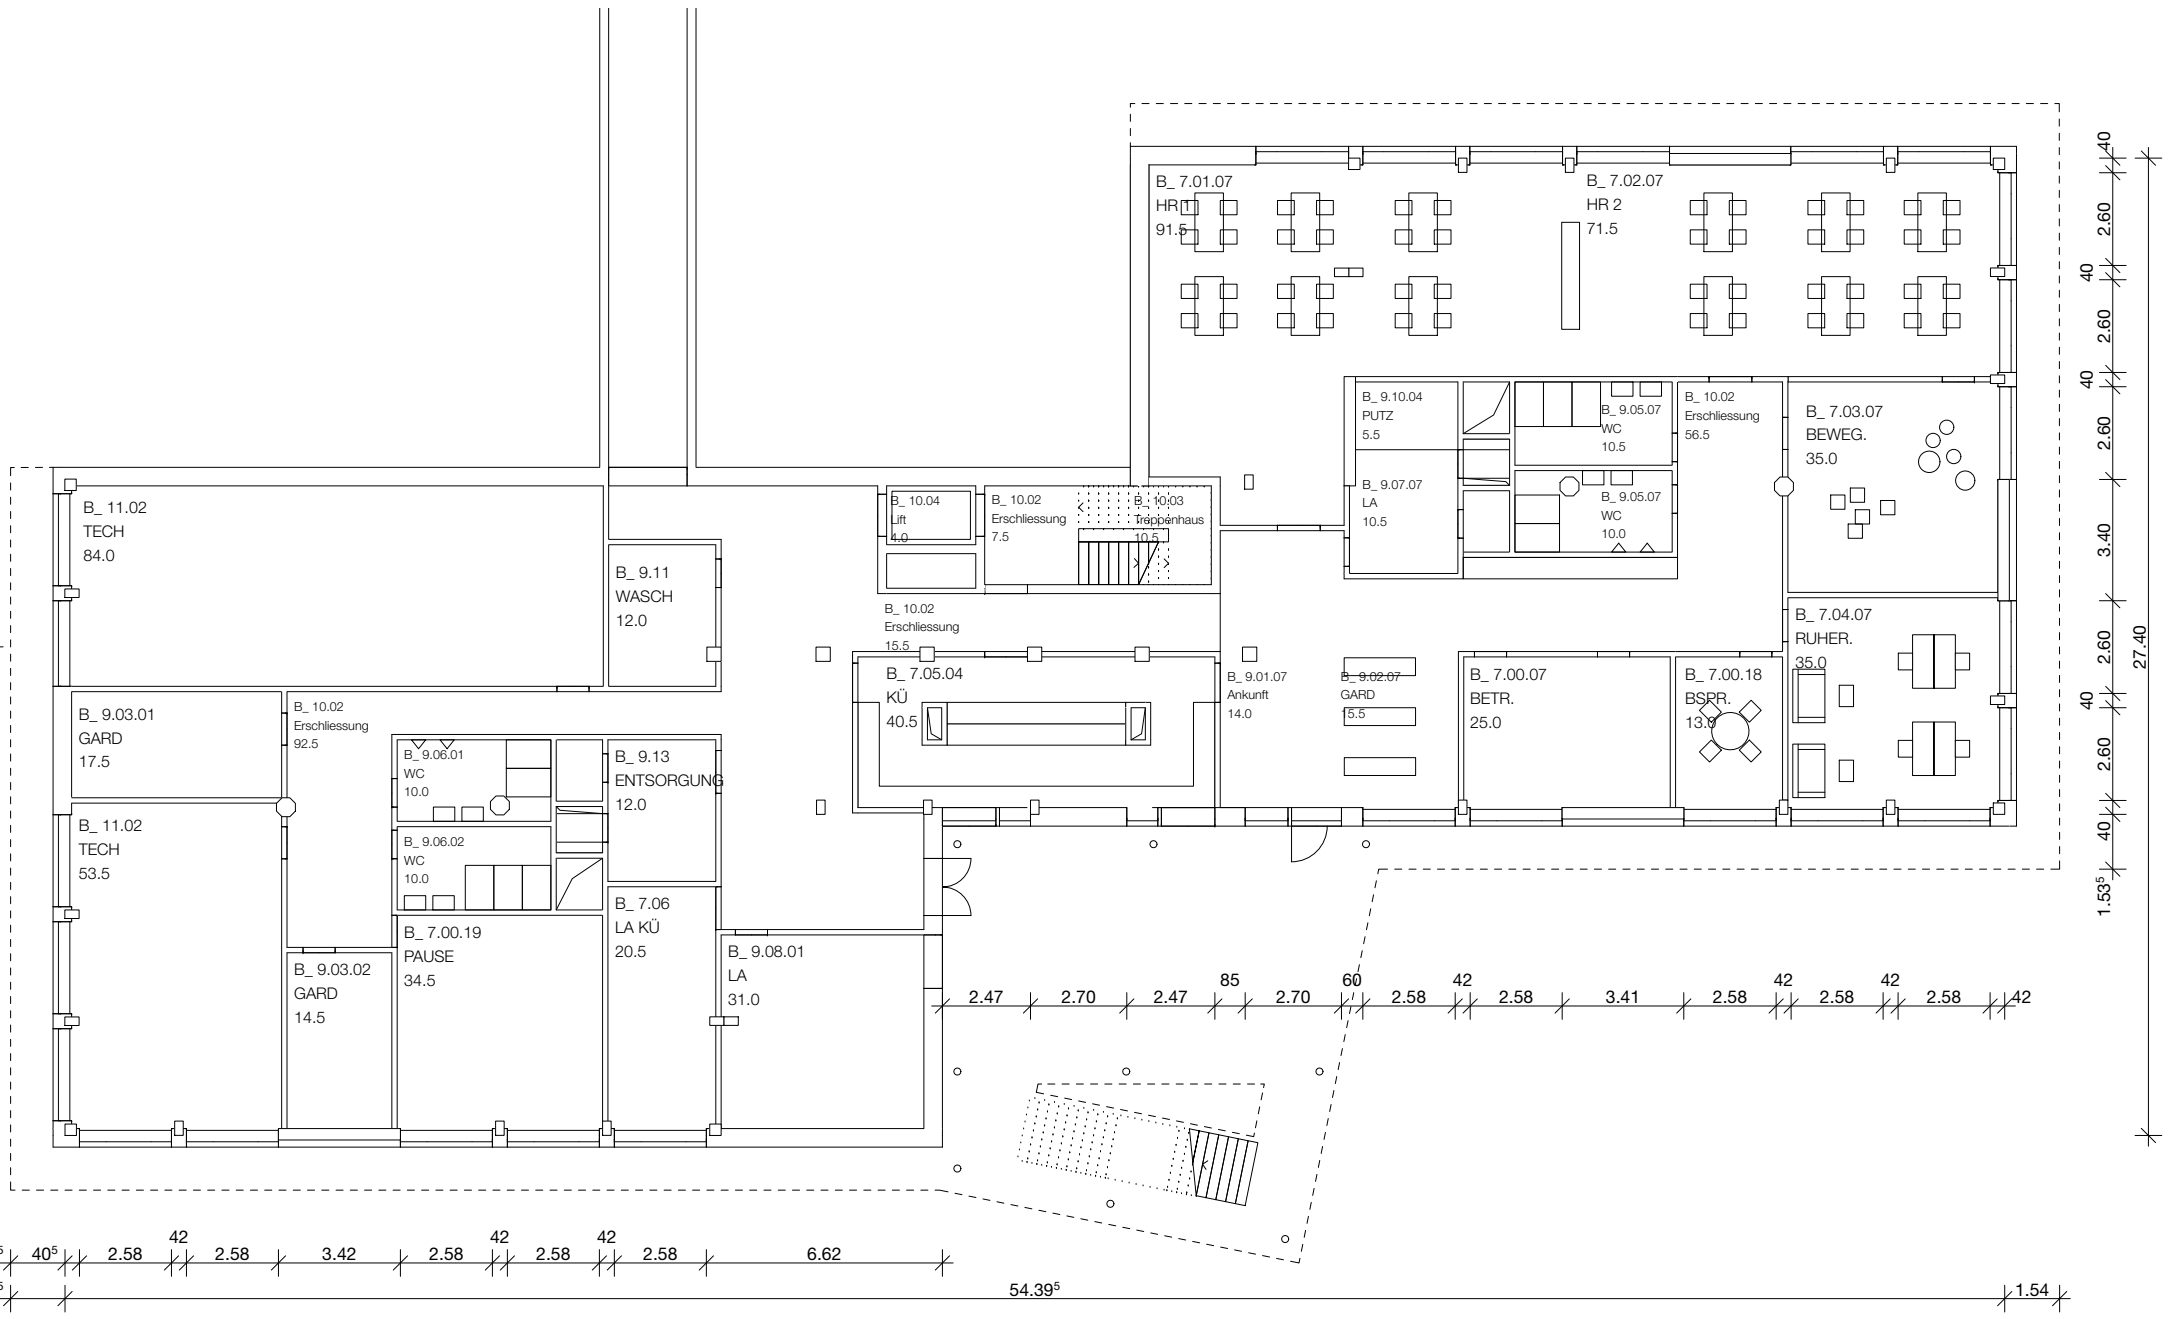 B_ 7.01.07
HR 1
91.5
B_ 7.02.07
HR 2
71.5
B_ 9.10.04
PUTZ
5.5
B_ 9.05.07
WC
10.5
B_ 10.02
Erschliessung
56.5
B_ 7.03.07
BEWEG.
35.0
B_ 11.02
TECH
84.0
B_ 10.04
Lift
4.0
B_ 10.02
Erschliessung
7.5
B_ 10.03
Treppenhaus
10.5
B_ 9.07.07
LA
10.5
B_ 9.05.07
WC
10.0
B_ 9.11
WASCH
12.0
B_ 10.02
Erschliessung
15.5
B_ 7.04.07
RUHER.
35.0
B_ 7.05.04
KÜ
40.5
B_ 9.01.07
Ankunft
14.0
B_ 9.02.07
GARD
15.5
B_ 7.00.07
BETR.
25.0
B_ 7.00.18
BSPR.
13.0
B_ 9.03.01
GARD
17.5
B_ 10.02
Erschliessung
92.5
B_ 9.06.01
WC
10.0
B_ 9.13
ENTSORGUNG
12.0
B_ 11.02
TECH
53.5
B_ 9.06.02
WC
10.0
B_ 7.06
LA KÜ
20.5
B_ 7.00.19
PAUSE
34.5
B_ 9.08.01
LA
31.0
B_ 9.03.02
GARD
14.5
40
2.60
40
2.60
40
2.60
3.40
2.60
40
2.60
40
1.53⁵
27.40
2.47
2.70
2.47
85
2.70
60
2.58
42
2.58
3.41
2.58
42
2.58
42
2.58
42
5
40⁵
2.58
42
2.58
3.42
2.58
42
2.58
42
2.58
6.62
5
54.39⁵
1.54